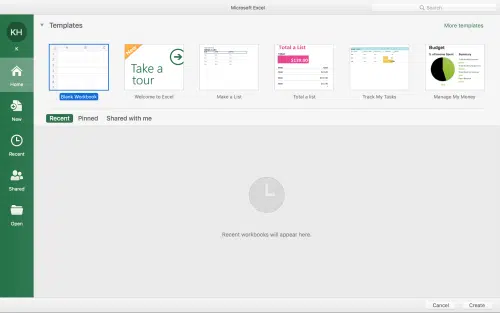 Microsoft Excel
Search
KH
K
Home
New
Recent
Shared
Open
Templates
More templates
Take a
tour
Total a List
$130.00
Budget
Blank Workbook
Welcome to Excel
Make a List
Total a list
Track My Tasks
Manage My Money
Recent
Pinned
Shared with me
Recent workbooks will appear here.
Cancel
Create